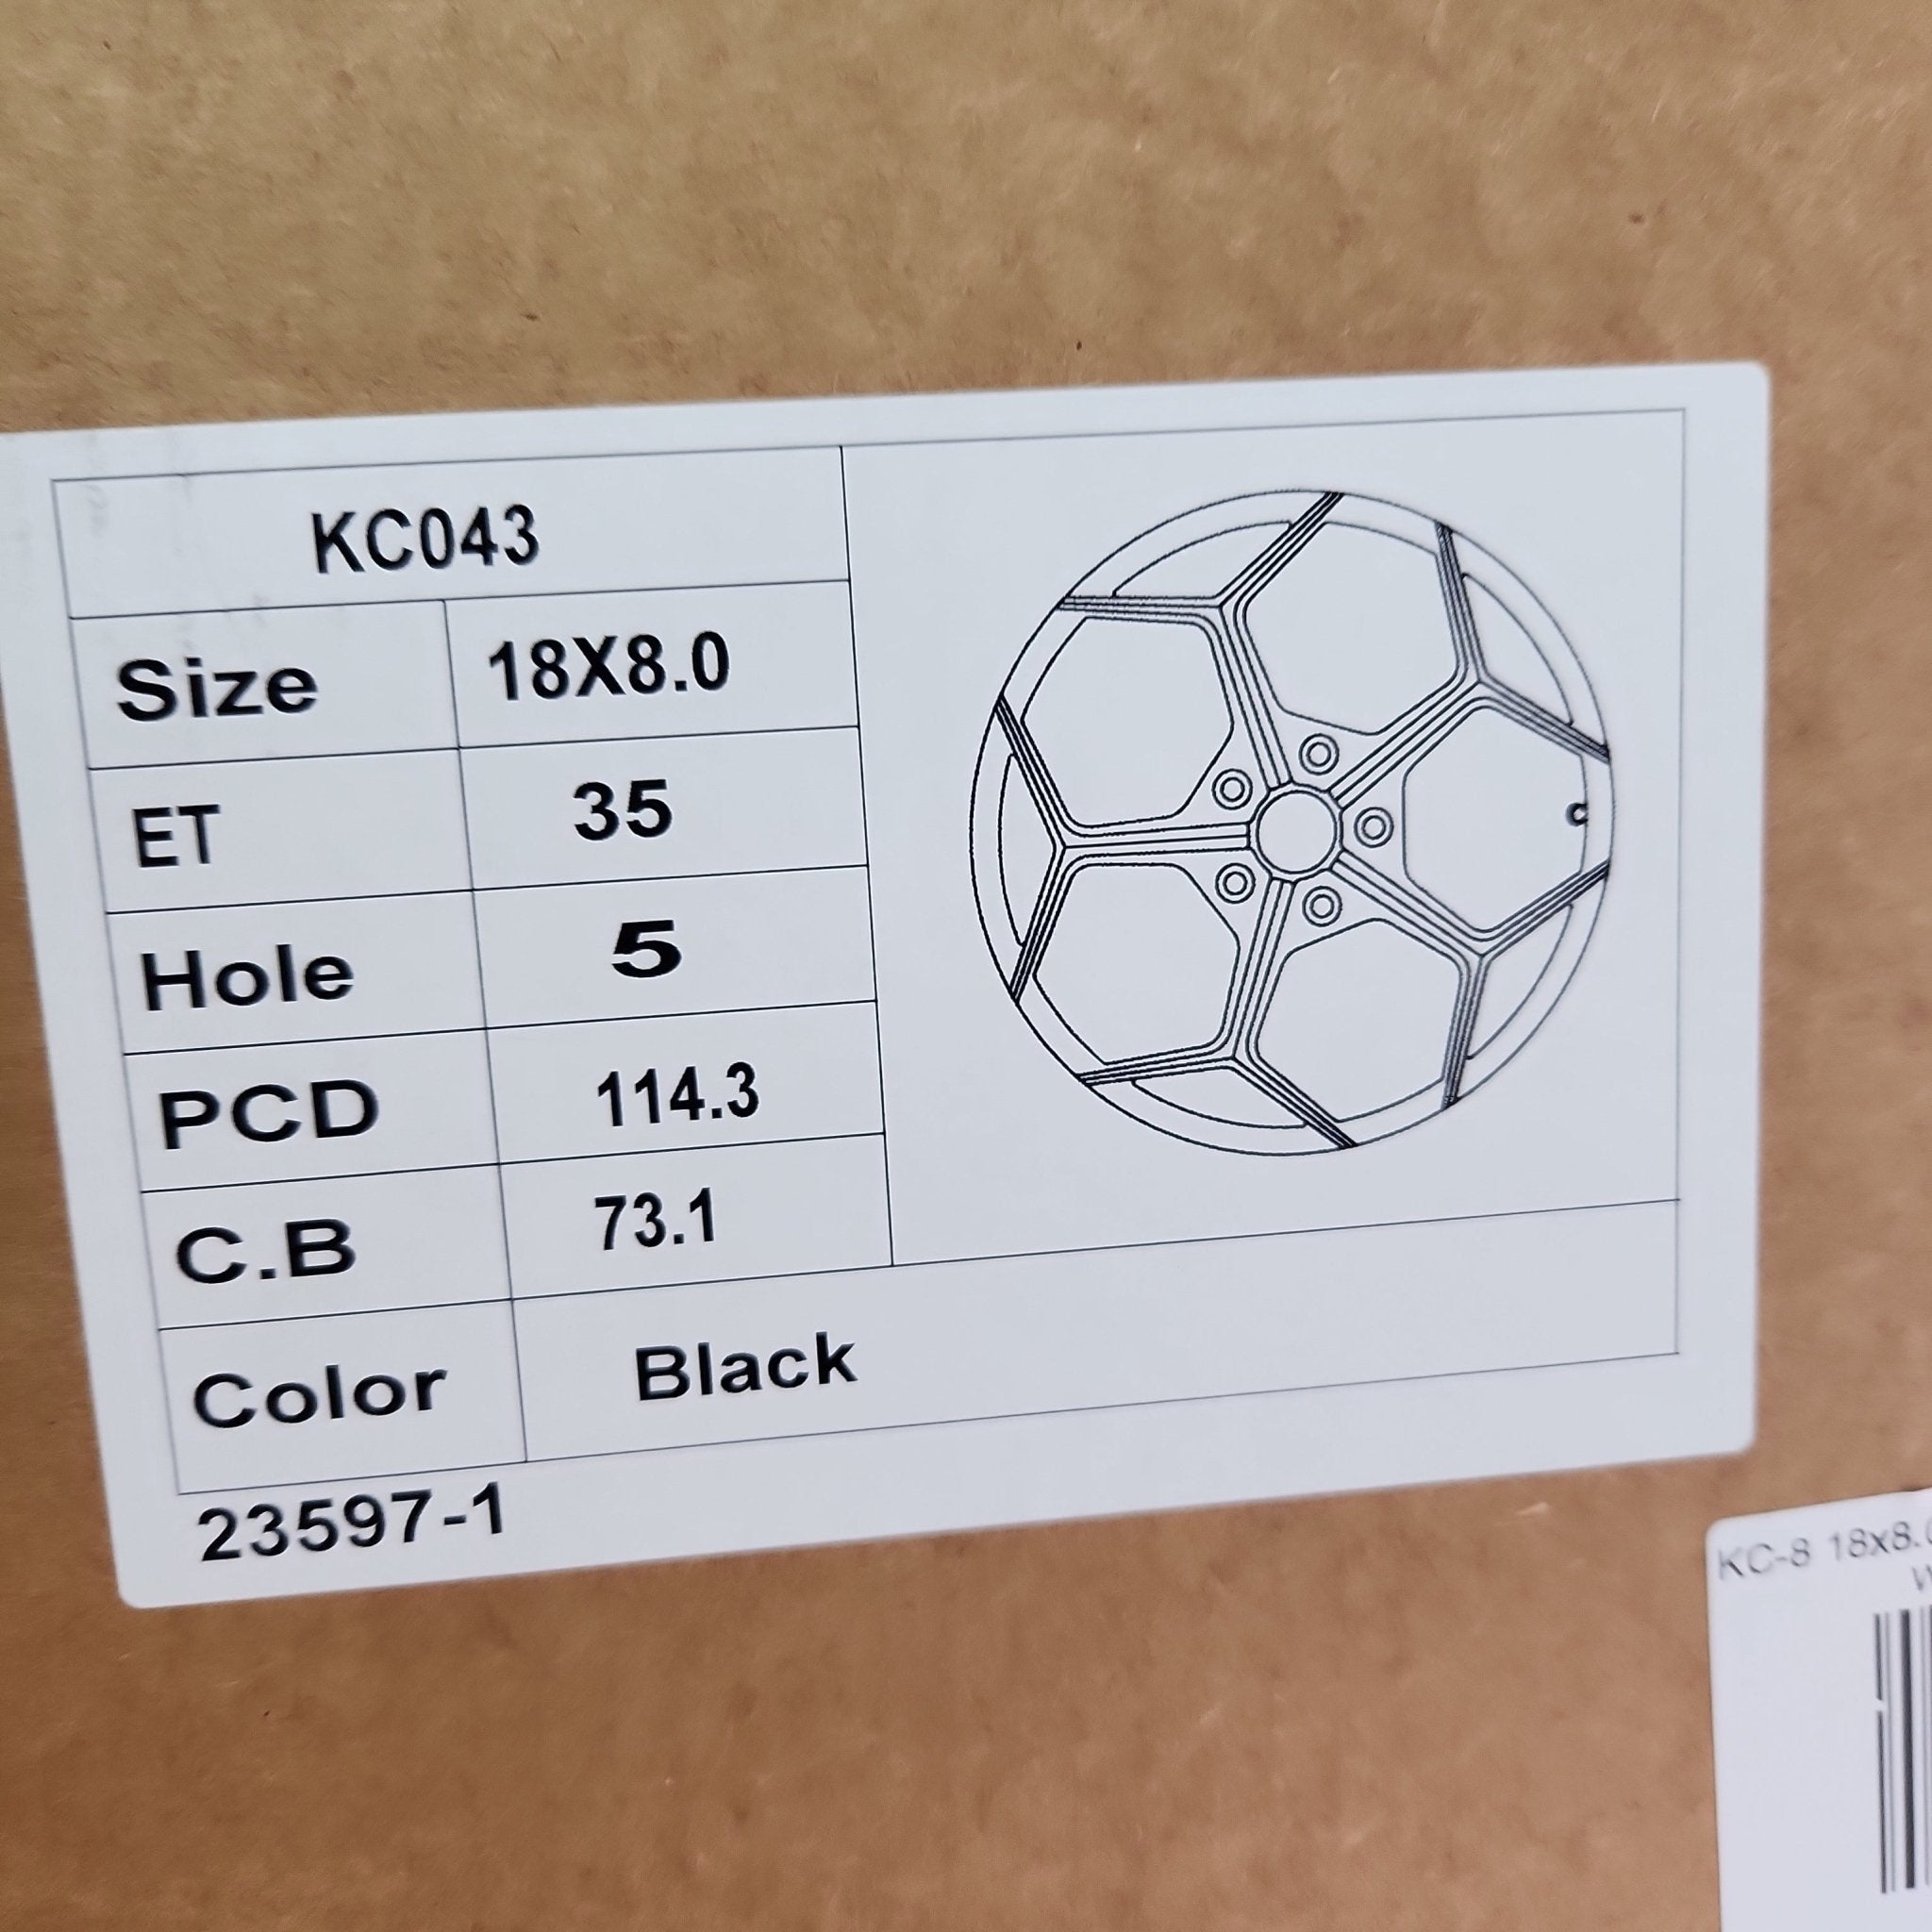 KC043
Size 18X8.0
ET 35
Hole 5
PCD 114.3
C.B 73.1
Color Black
23597-1
KC-8 18x8.